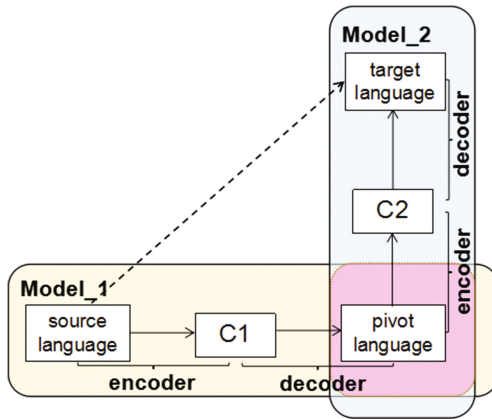 Model_2
target
language
decoder
C2
encoder
Model_1
source
language
C1
pivot
language
encoder
decoder